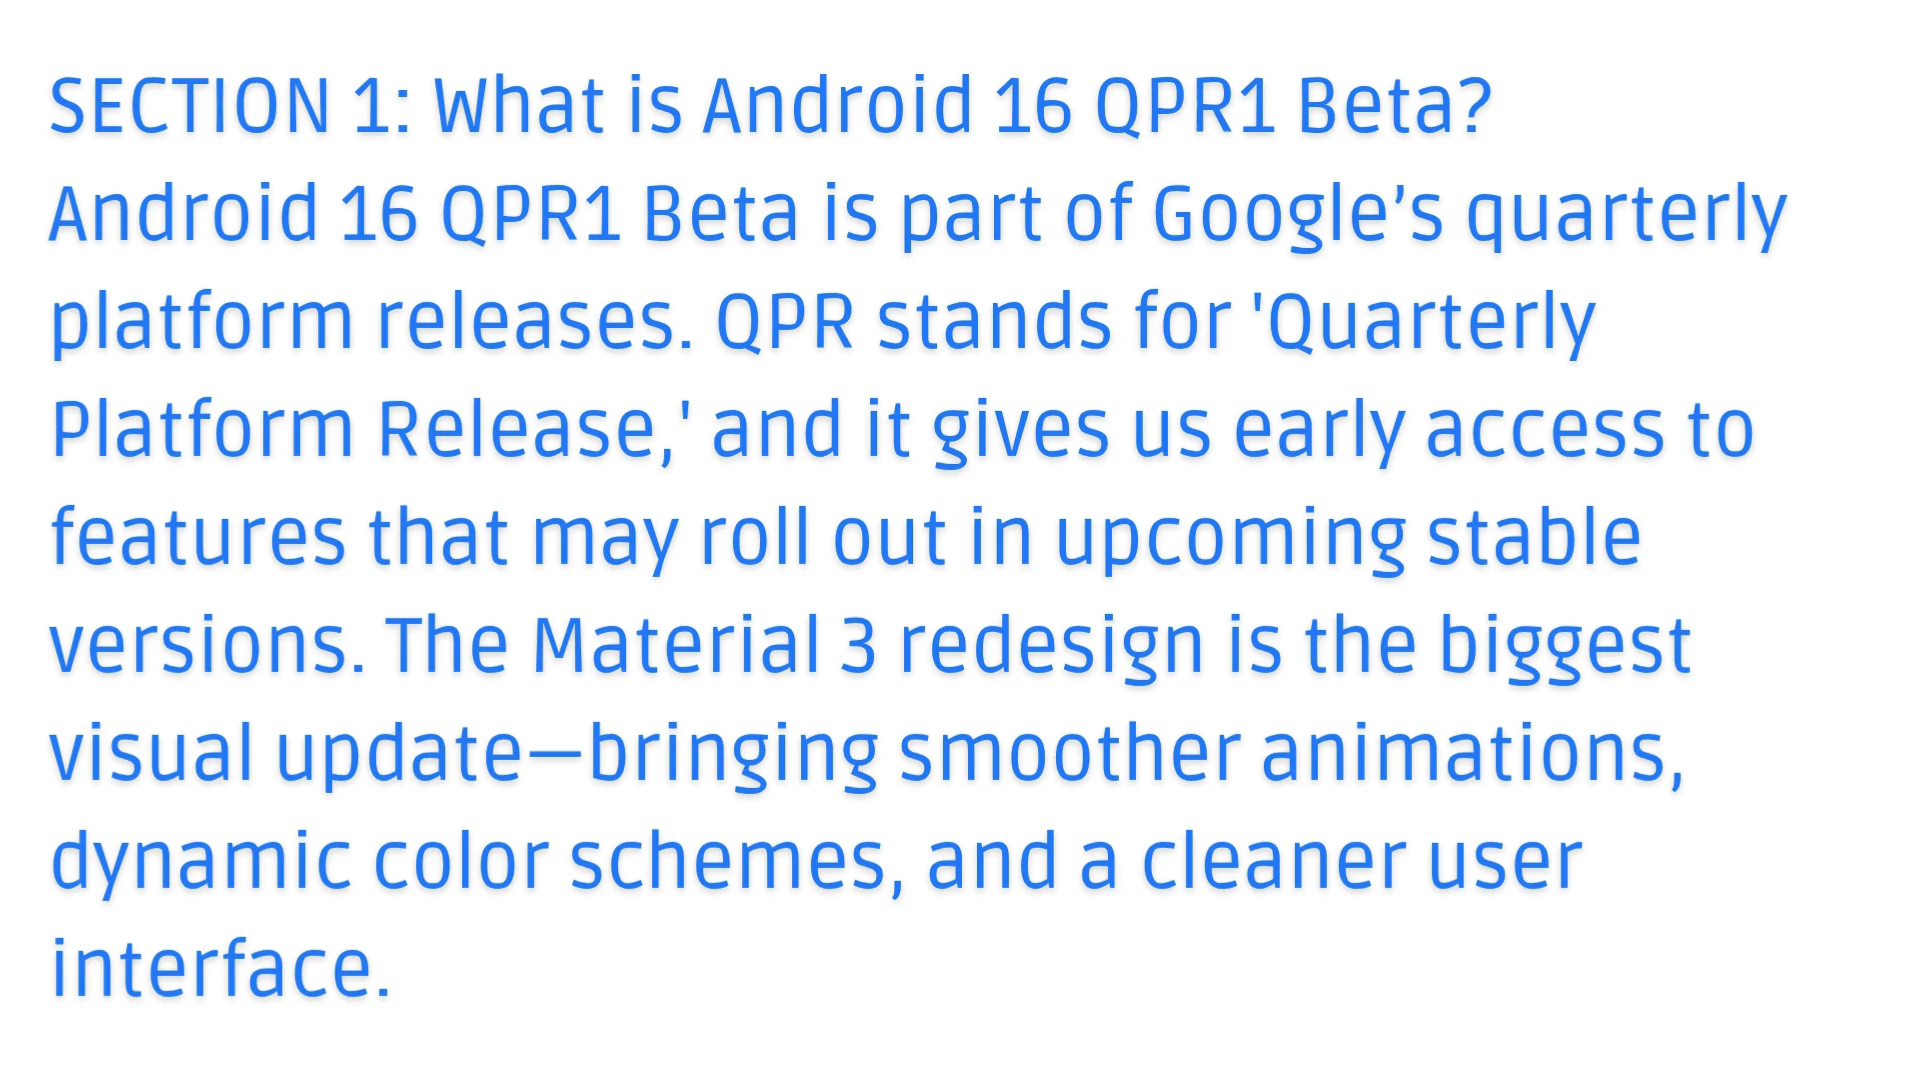 SECTION 1: What is Android 16 QPR1 Beta?
Android 16 QPR1 Beta is part of Google’s quarterly
platform releases. QPR stands for 'Quarterly
Platform Release,' and it gives us early access to
features that may roll out in upcoming stable
versions. The Material 3 redesign is the biggest
visual update—bringing smoother animations,
dynamic color schemes, and a cleaner user
interface.